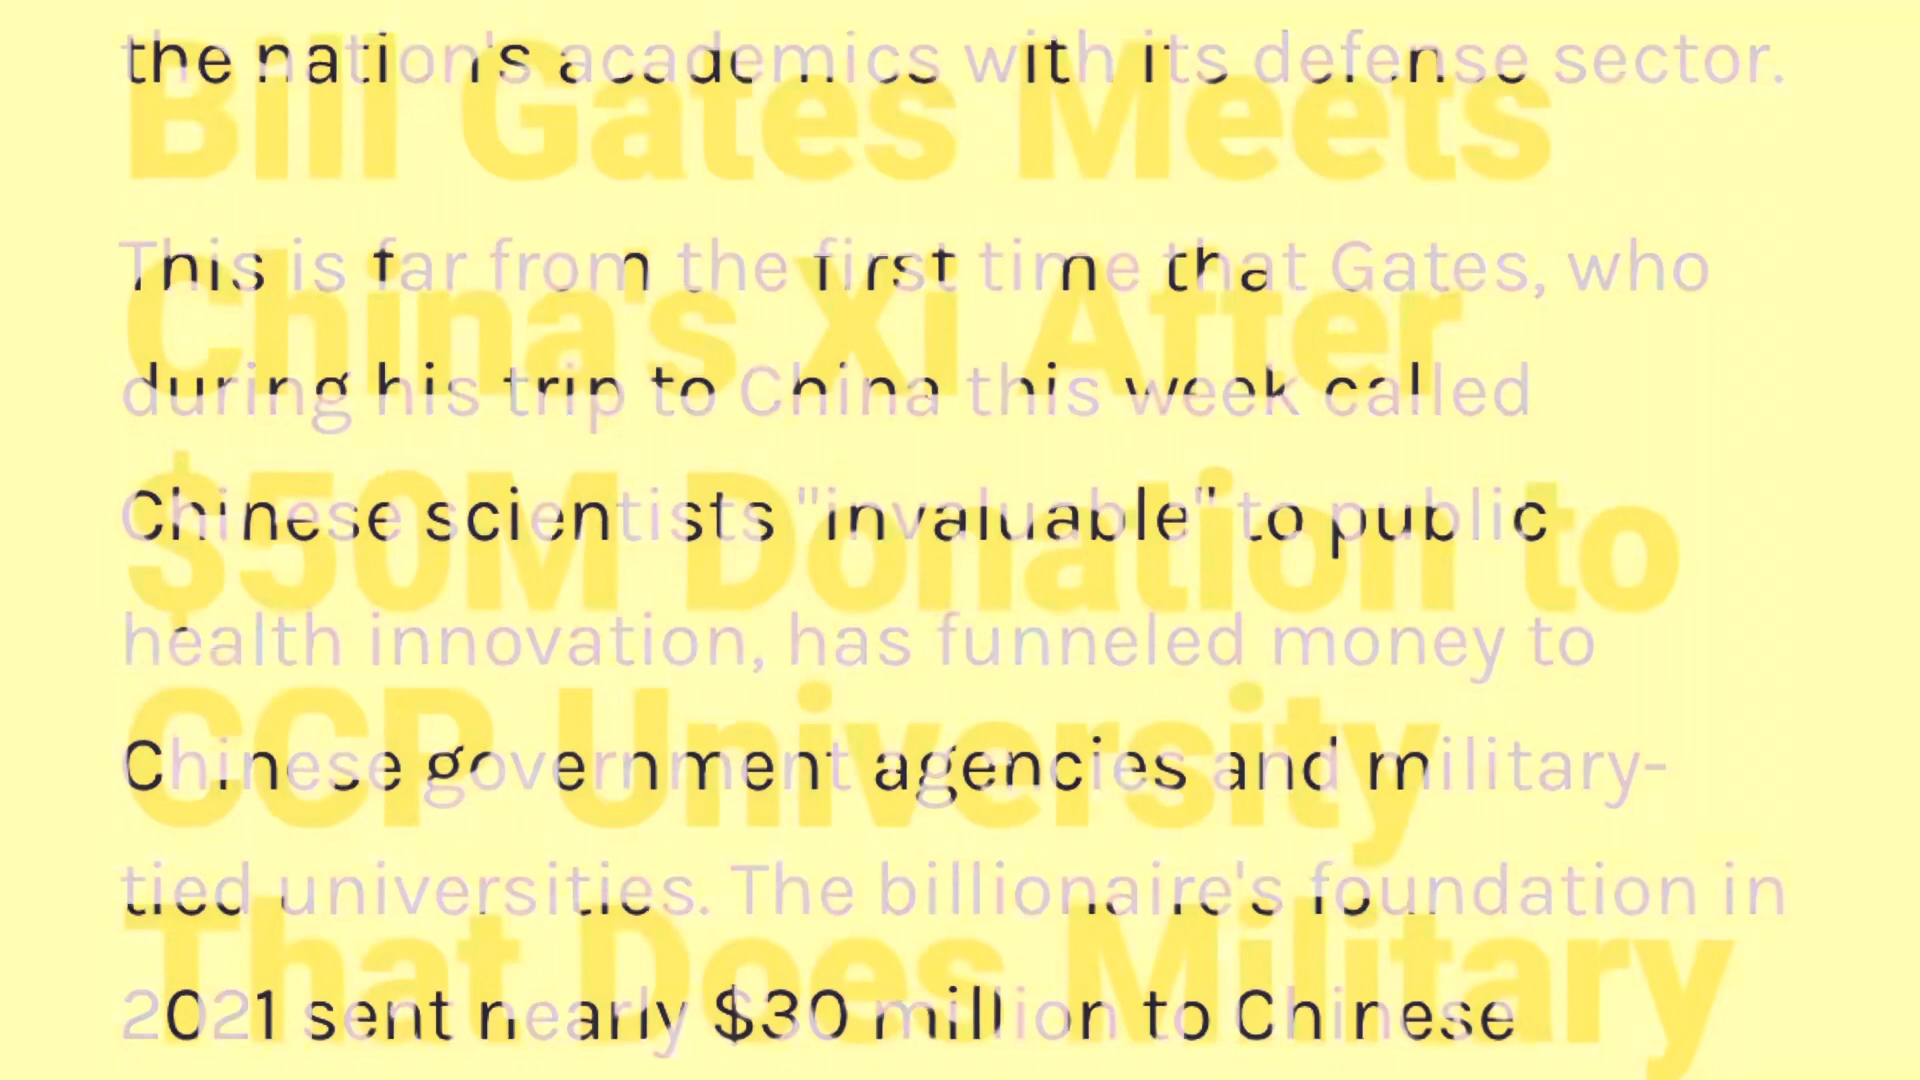 the nation's academics with its defense sector.
Bill Gates Meets
This is far from the first time that Gates, who
China's Xi After
during his trip to China this week called
Chinese scientists "invaluable" to public
$50M Donation to
health innovation, has funneled money to
CCP University
Chinese government agencies and military-
tied universities. The billionaire's foundation in
That Does Military
2021 sent nearly $30 million to Chinese